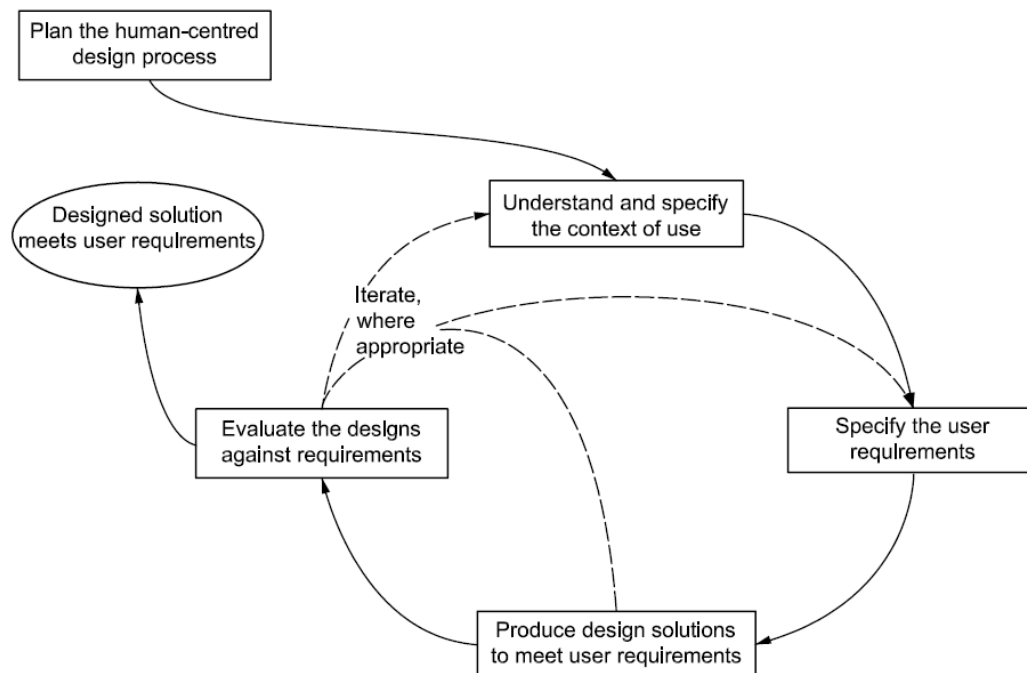 Plan the human-centred
design process
Understand and specify
the context of use
Designed solution
meets user requirements
Iterate,
where
appropriate
Evaluate the designs
against requirements
Specify the user
requirements
Produce design solutions
to meet user requirements